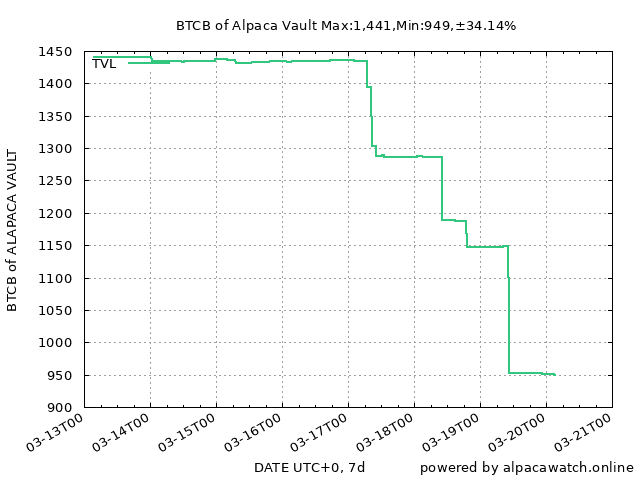 BTCB of Alpaca Vault Max:1,441,Min:949,±34.14%
1450
TVL
1400
1350
1300
1250
1200
1150
1100
1050
1000
950
900
BTCB of ALAPACA VAULT
03-13T00
03-14T00
03-15T00
03-16T00
03-17T00
03-18T00
03-19T00
03-20T00
03-21T00
DATE UTC+0, 7d
powered by alpacawatch.online